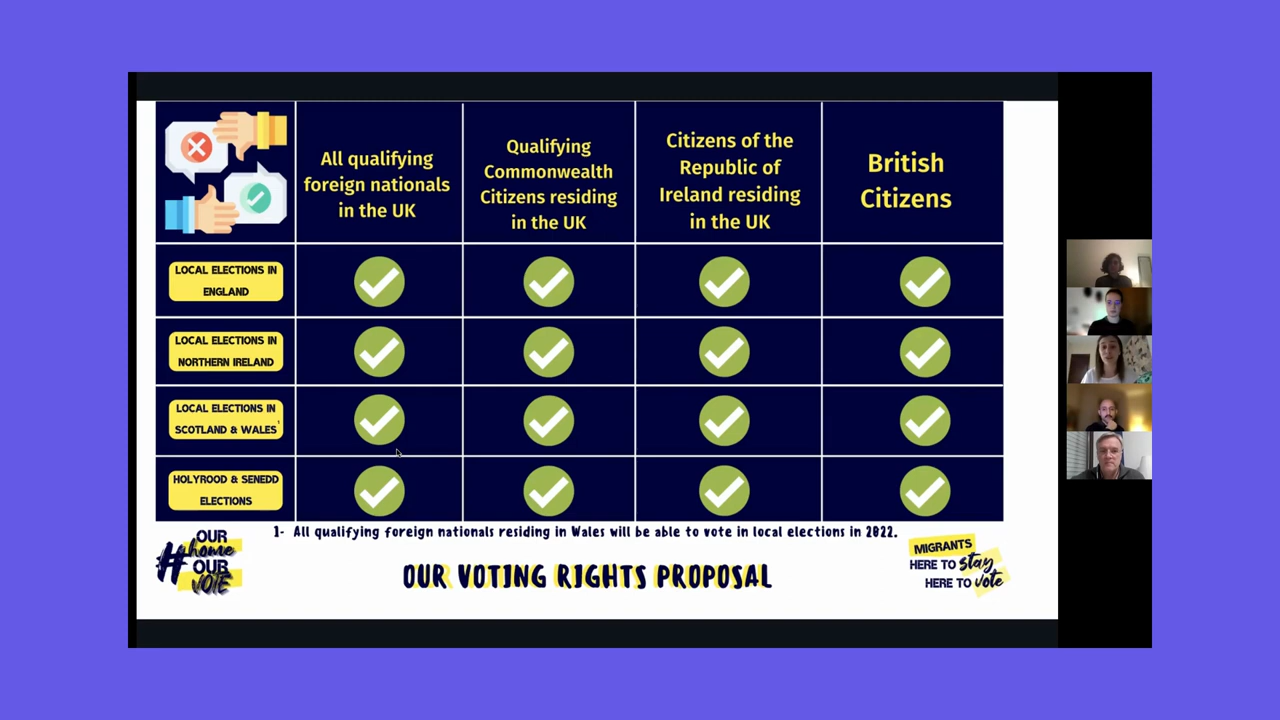 All qualifying
foreign nationals
in the UK
Qualifying
Commonwealth
Citizens residing
in the UK
Citizens of the
Republic of
Ireland residing
in the UK
British
Citizens
LOCAL ELECTIONS IN
ENGLAND
LOCAL ELECTIONS IN
NORTHERN IRELAND
LOCAL ELECTIONS IN
SCOTLAND & WALES¹
HOLYROOD & SENEDD
ELECTIONS
1- All qualifying foreign nationals residing in Wales will be able to vote in local elections in 2022.
#OUR
home
OUR
VOTE
OUR VOTING RIGHTS PROPOSAL
MIGRANTS
HERE TO stay
HERE TO vote